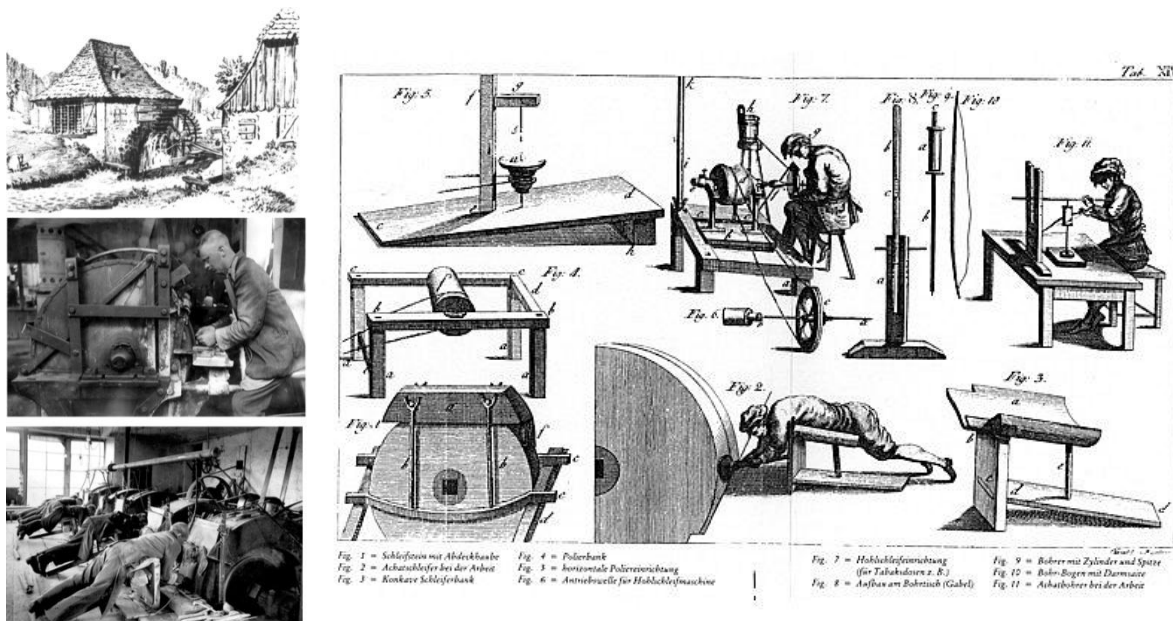 Tab. XI
Fig: 5.
Fig: 7.
Fig: 8.
Fig: 9.
Fig: 10
Fig: 11.
Fig: 4.
Fig: 6.
Fig: 1
Fig: 2.
Fig: 3.
Fig. 1 = Schleifstein mit Abdeckhaube
Fig. 2 = Achatschleifer bei der Arbeit
Fig. 3 = Konkave Schleiferbank
Fig. 4 = Polierbank
Fig. 5 = horizontale Poliereinrichtung
Fig. 6 = Antriebswelle für Hohlschleifmaschine
Fig. 7 = Hohlschleifeinrichtung
(für Tabaksdosen z. B.)
Fig. 8 = Aufbau am Bohrtisch (Gabel)
Fig. 9 = Bohrer mit Zylinder und Spitze
Fig. 10 = Bohr-Bogen mit Darmsaite
Fig. 11 = Achatbohrer bei der Arbeit